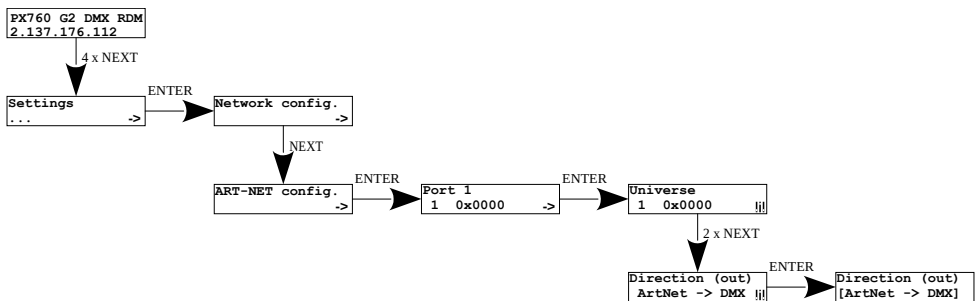 PX760 G2 DMX RDM
2.137.176.112
4 x NEXT
Settings
... ->
ENTER
Network config.
->
NEXT
ART-NET config.
->
ENTER
Port 1
1 0x0000 ->
ENTER
Universe
1 0x0000 !i!
2 x NEXT
Direction (out)
ArtNet -> DMX !i!
ENTER
Direction (out)
[ArtNet -> DMX]